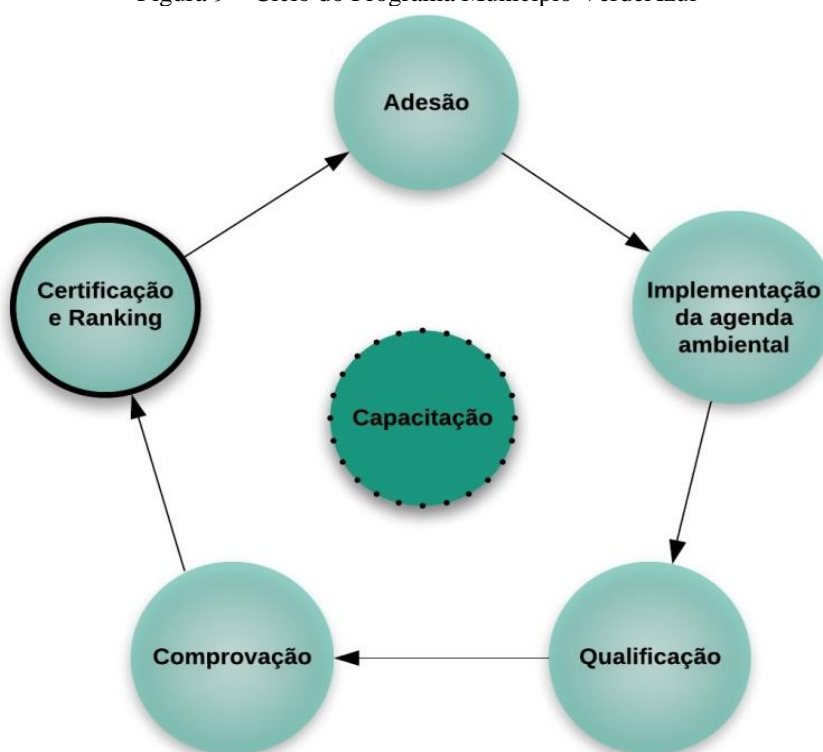 Adesão
Certificação
e Ranking
Implementação
da agenda
ambiental
Capacitação
Comprovação
Qualificação